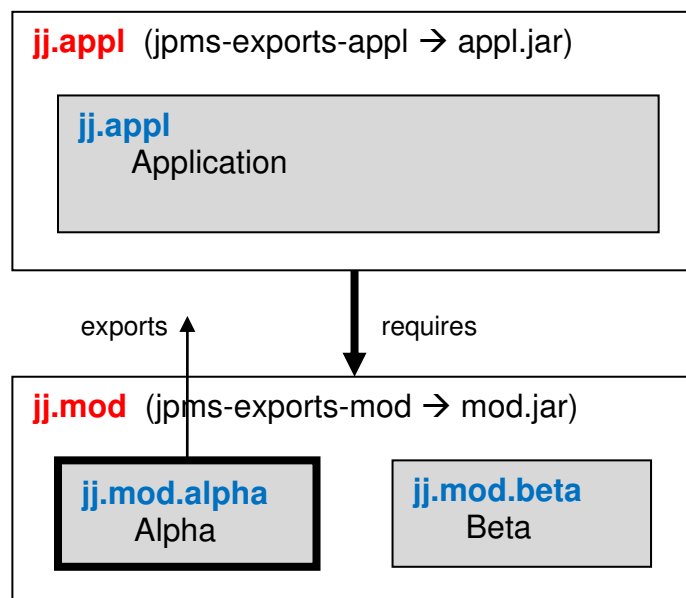 jj.appl (jpms-exports-appl → appl.jar)
jj.appl
Application
exports
requires
jj.mod (jpms-exports-mod → mod.jar)
jj.mod.alpha
Alpha
jj.mod.beta
Beta